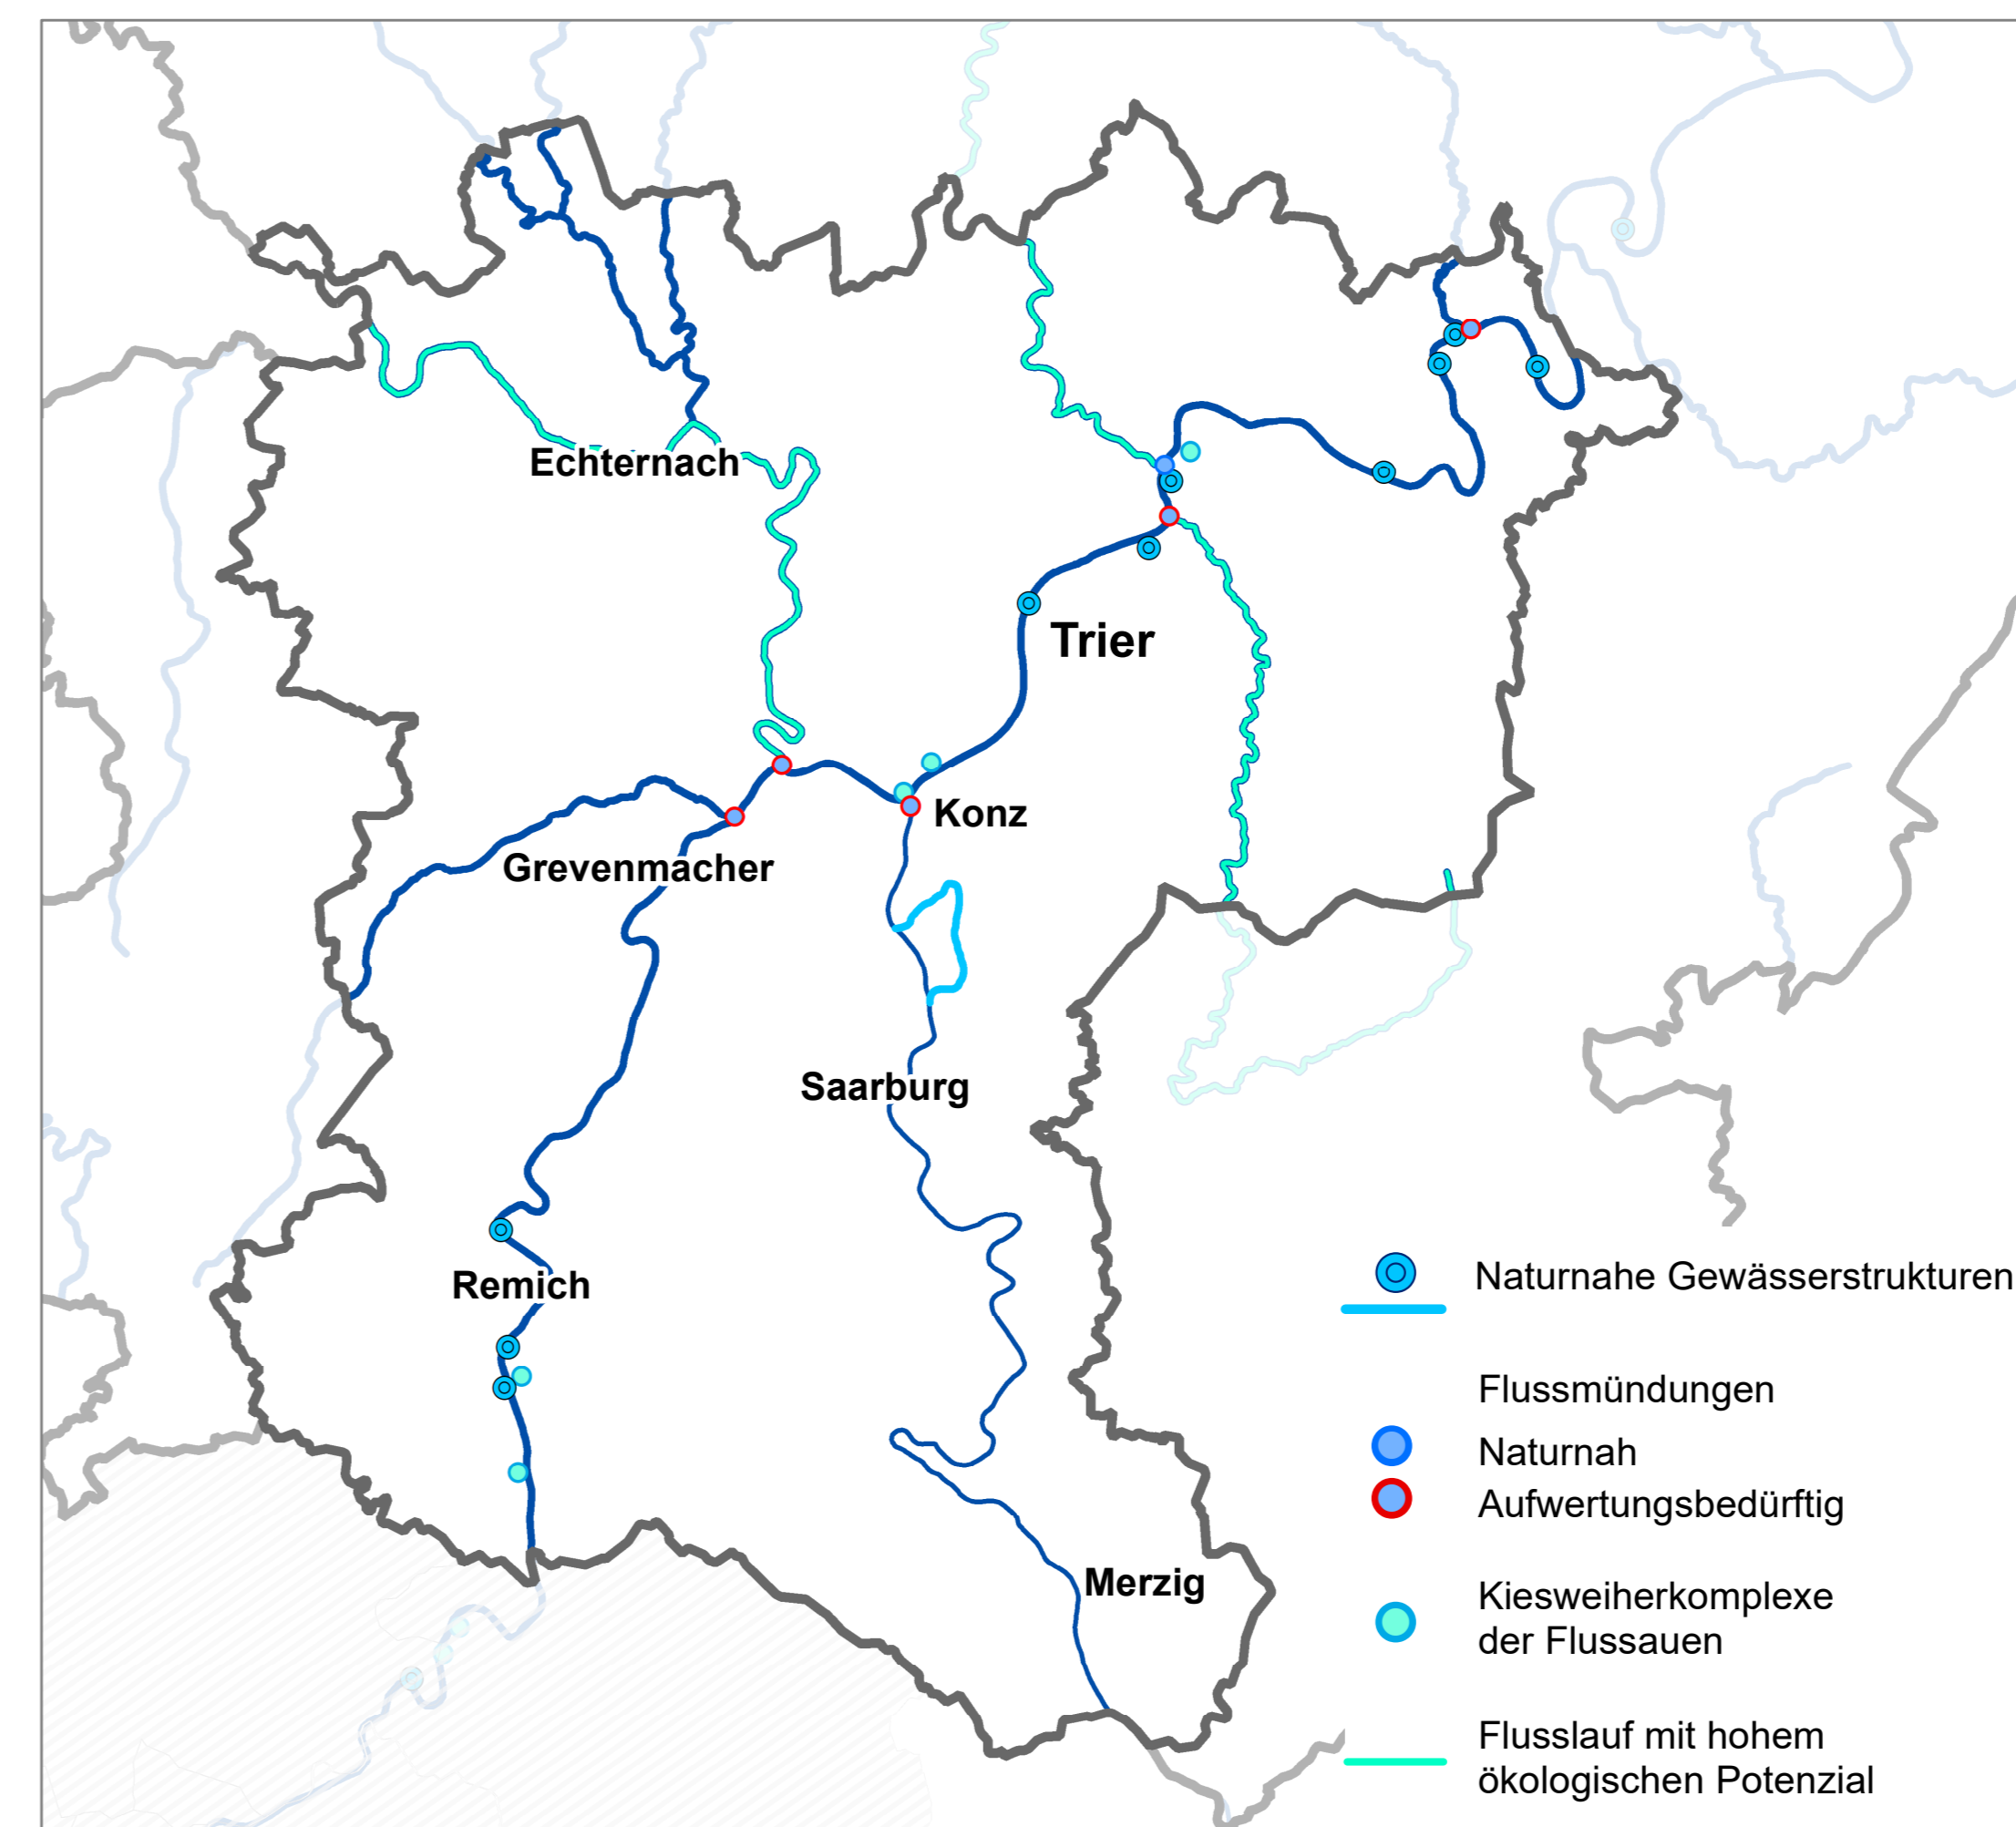 Echternach
Trier
Konz
Grevenmacher
Saarburg
Remich
Merzig
Naturnahe Gewässerstrukturen
Flussmündungen
Naturnah
Aufwertungsbedürftig
Kiesweiherkomplexe
der Flussauen
Flusslauf mit hohem
ökologischen Potenzial